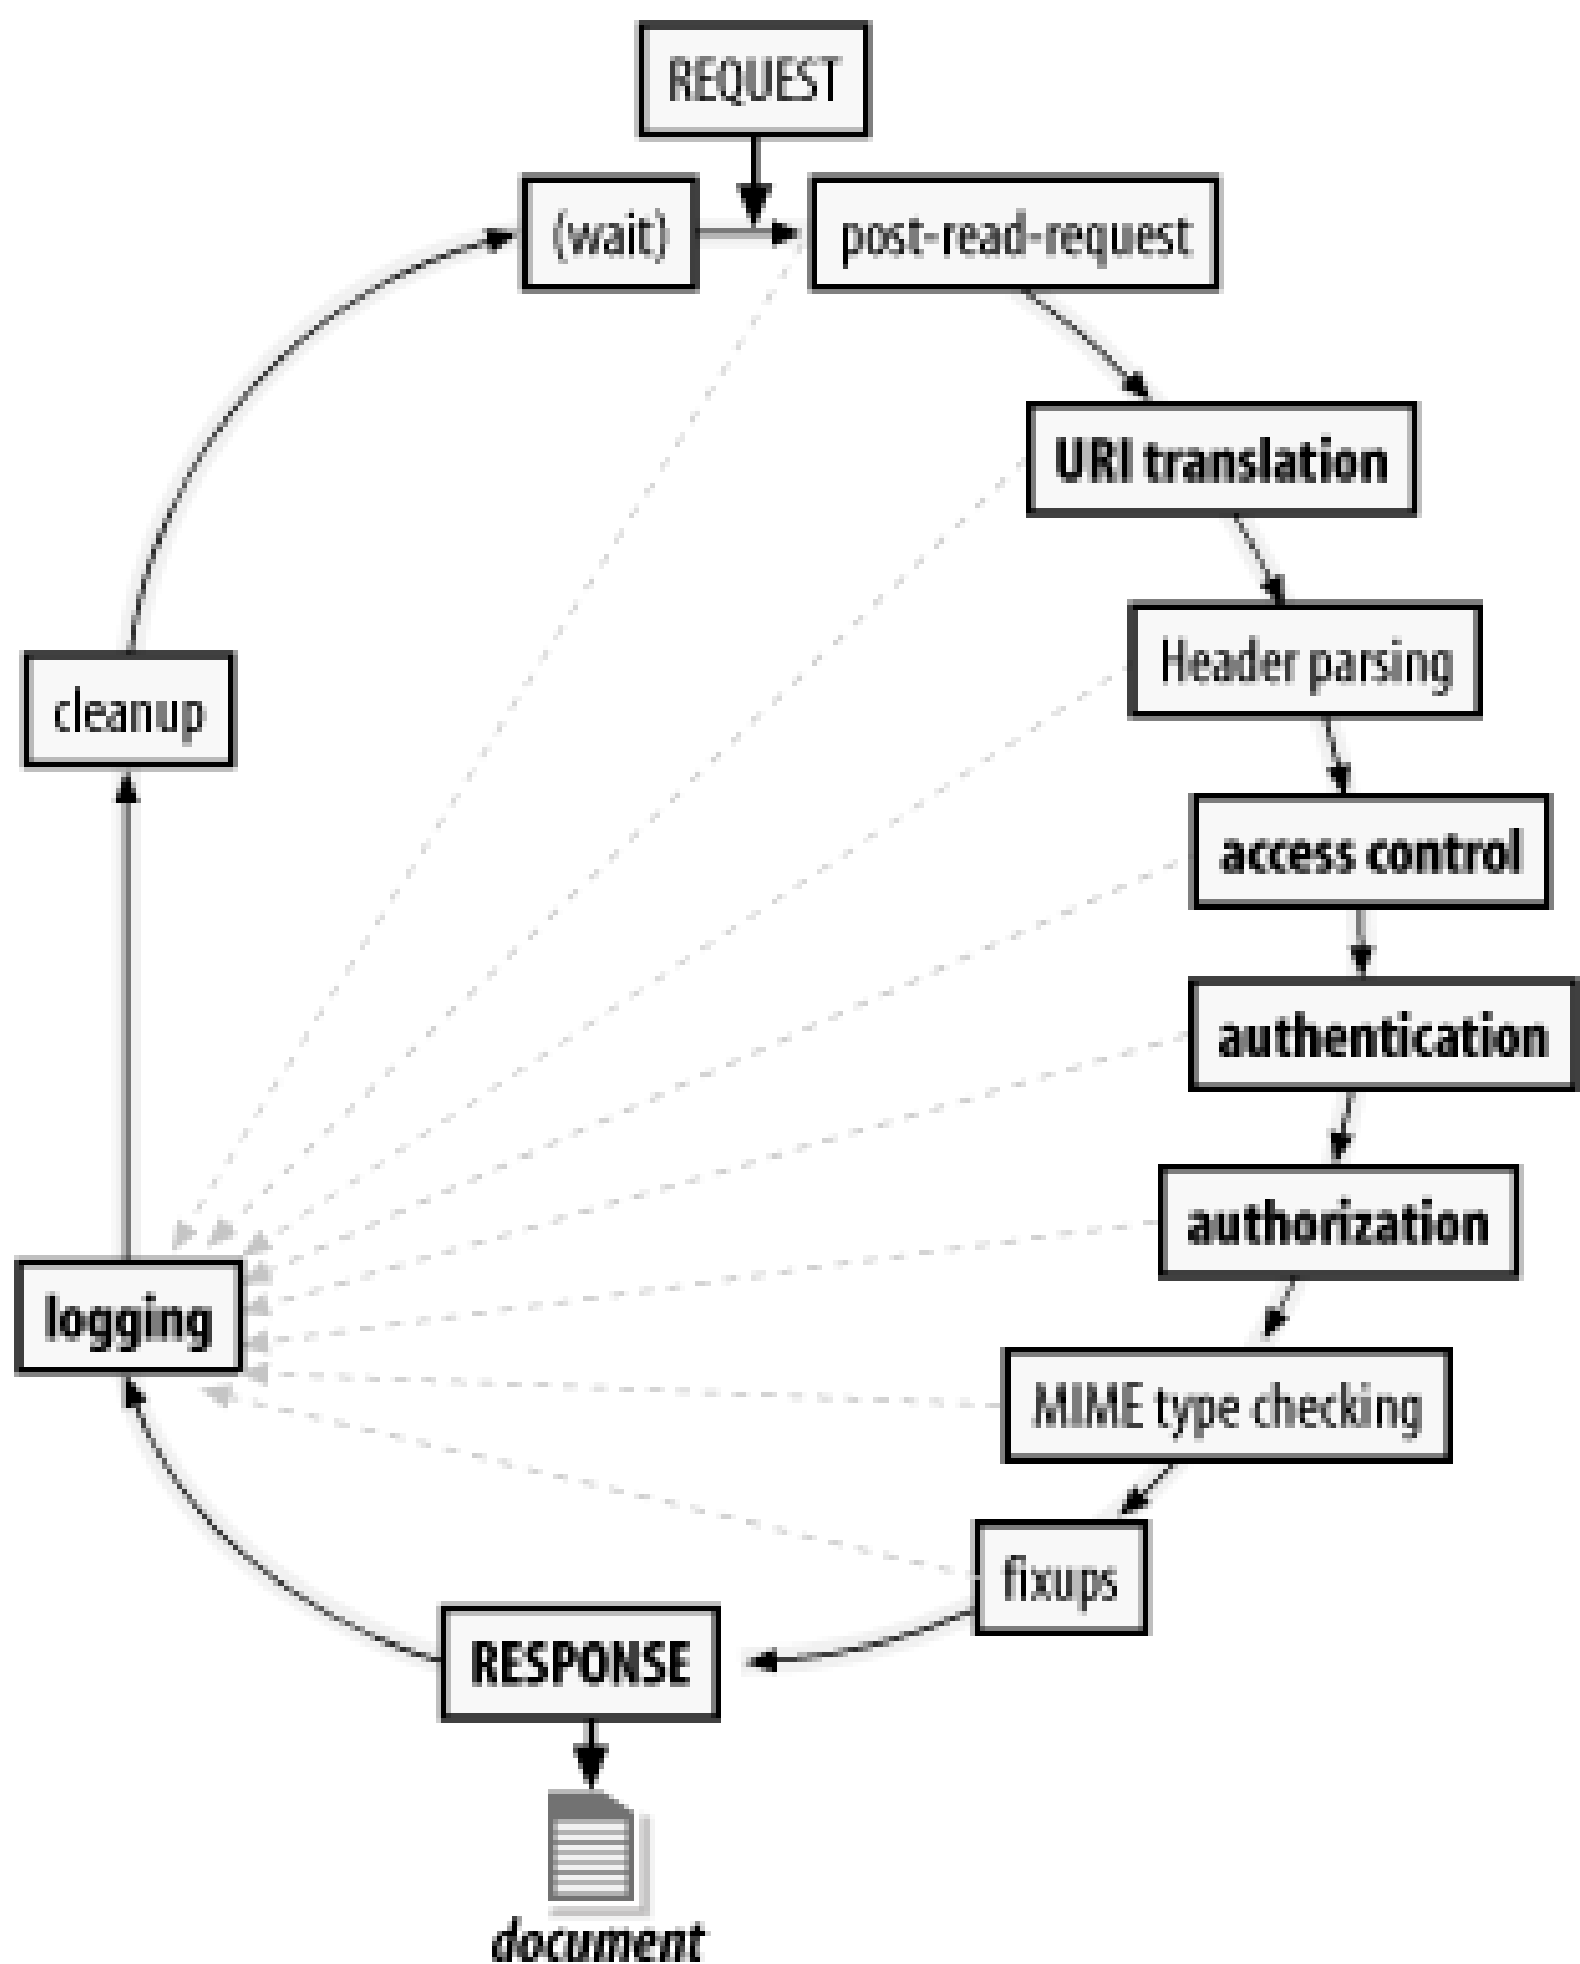 REQUEST
(wait)
post-read-request
URI translation
Header parsing
cleanup
access control
authentication
authorization
logging
MIME type checking
fixups
RESPONSE
document